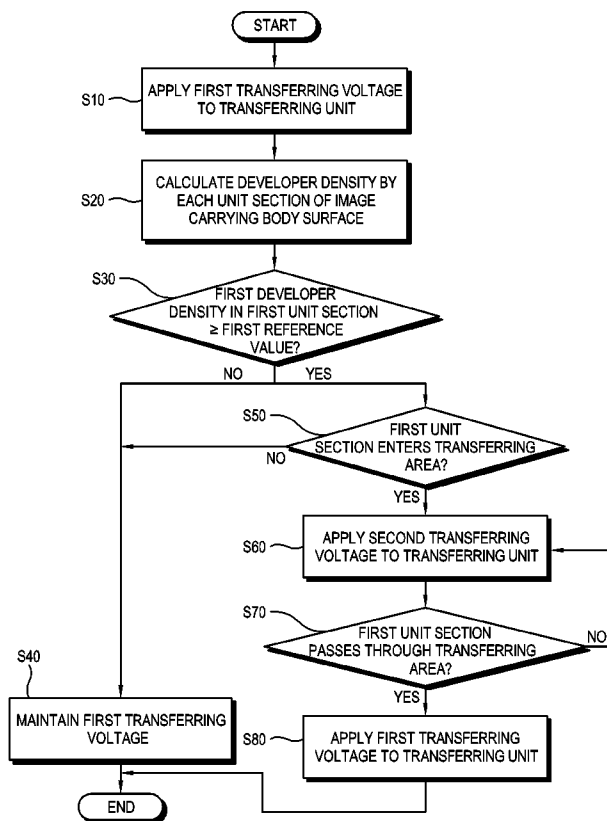 START
S10
APPLY FIRST TRANSFERRING VOLTAGE
TO TRANSFERRING UNIT
S20
CALCULATE DEVELOPER DENSITY BY
EACH UNIT SECTION OF IMAGE
CARRYING BODY SURFACE
S30
FIRST DEVELOPER
DENSITY IN FIRST UNIT SECTION
≥ FIRST REFERENCE
VALUE?
NO
YES
S50
FIRST UNIT
SECTION ENTERS TRANSFERRING
AREA?
NO
YES
S60
APPLY SECOND TRANSFERRING
VOLTAGE TO TRANSFERRING UNIT
S70
FIRST UNIT SECTION
PASSES THROUGH TRANSFERRING
AREA?
NO
YES
S40
MAINTAIN FIRST TRANSFERRING
VOLTAGE
S80
APPLY FIRST TRANSFERRING
VOLTAGE TO TRANSFERRING UNIT
END